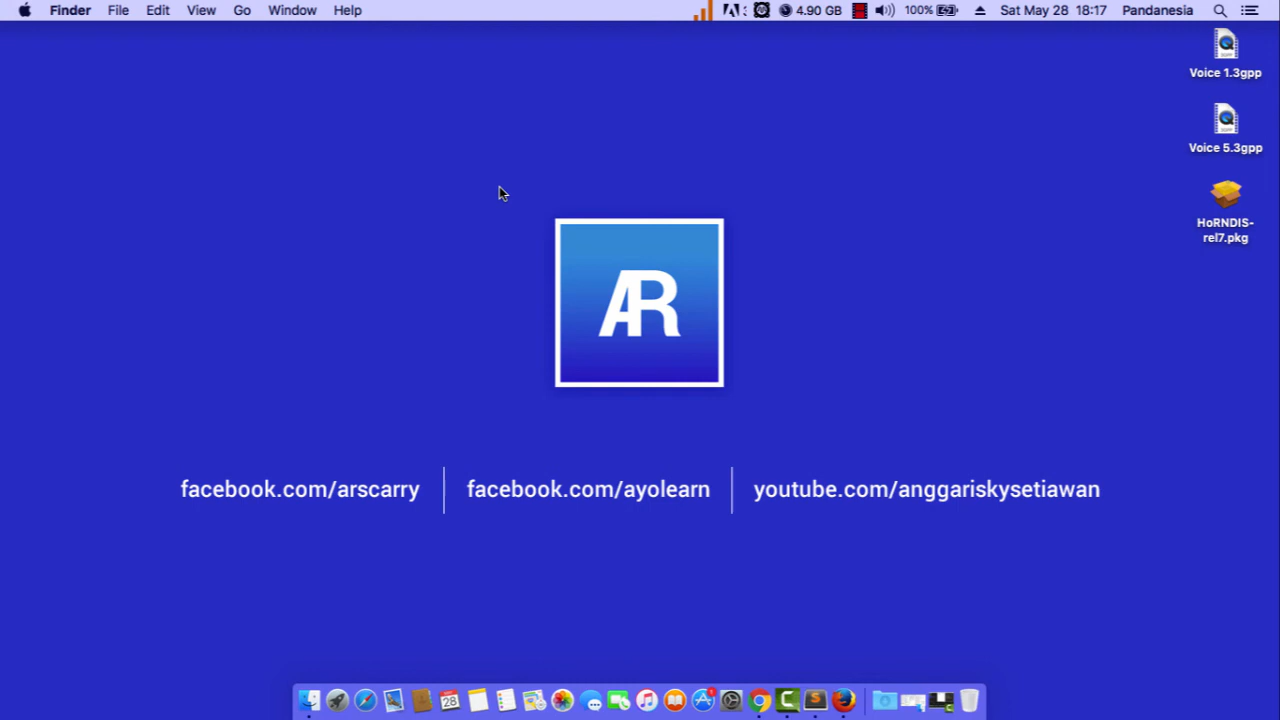 Finder File Edit View Go Window Help 4.90 GB 100% Sat May 28 18:17 Pandanesia
Voice 1.3gpp
Voice 5.3gpp
HoRNDIS-
rel7.pkg
AR
facebook.com/arscarry facebook.com/ayolearn youtube.com/anggariskysetiawan
28